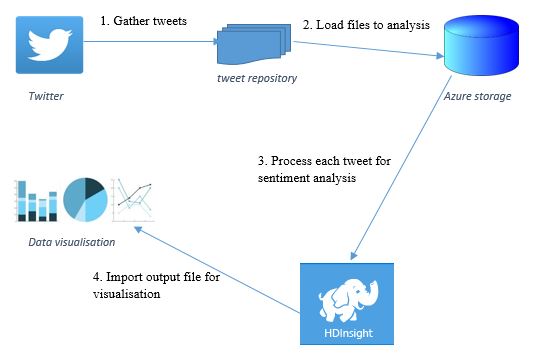 1. Gather tweets
2. Load files to analysis
Twitter
tweet repository
Azure storage
3. Process each tweet for
sentiment analysis
Data visualisation
4. Import output file for
visualisation
HDInsight